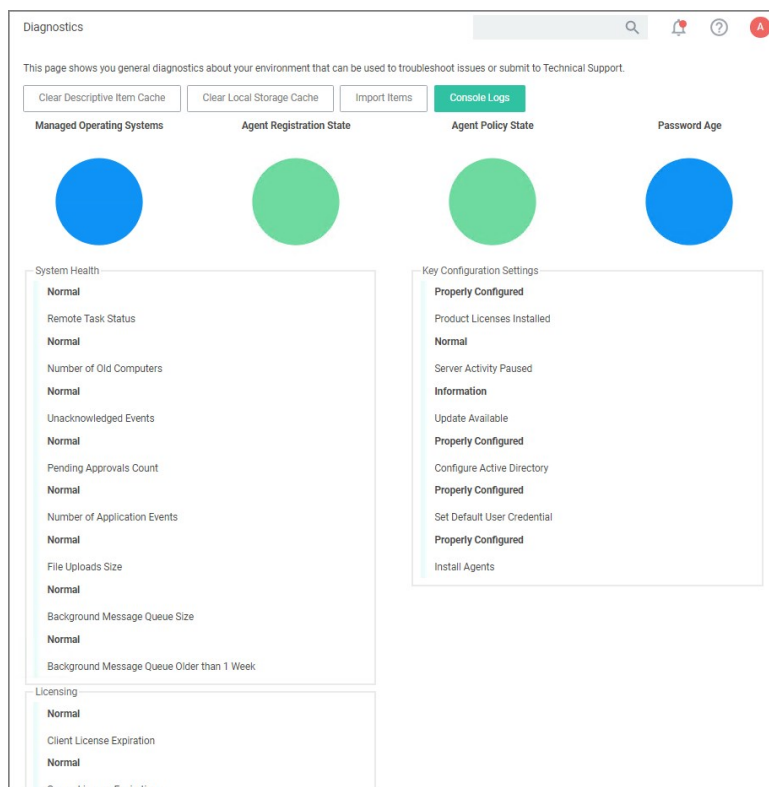 Diagnostics
A
This page shows you general diagnostics about your environment that can be used to troubleshoot issues or submit to Technical Support.
Clear Descriptive Item Cache
Clear Local Storage Cache
Import Items
Console Logs
Managed Operating Systems
Agent Registration State
Agent Policy State
Password Age
System Health
Normal
Remote Task Status
Normal
Number of Old Computers
Normal
Unacknowledged Events
Normal
Pending Approvals Count
Normal
Number of Application Events
Normal
File Uploads Size
Normal
Background Message Queue Size
Normal
Background Message Queue Older than 1 Week
Key Configuration Settings
Properly Configured
Product Licenses Installed
Normal
Server Activity Paused
Information
Update Available
Properly Configured
Configure Active Directory
Properly Configured
Set Default User Credential
Properly Configured
Install Agents
Licensing
Normal
Client License Expiration
Normal